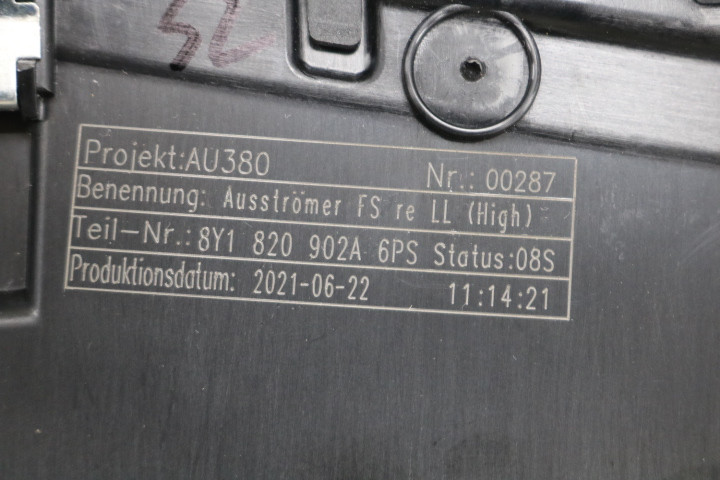 Projekt:AU380 Nr.: 00287
Benennung: Ausströmer FS re LL (High)
Teil-Nr.: 8Y1 820 902A 6PS Status:08S
Produktionsdatum: 2021-06-22 11:14:21